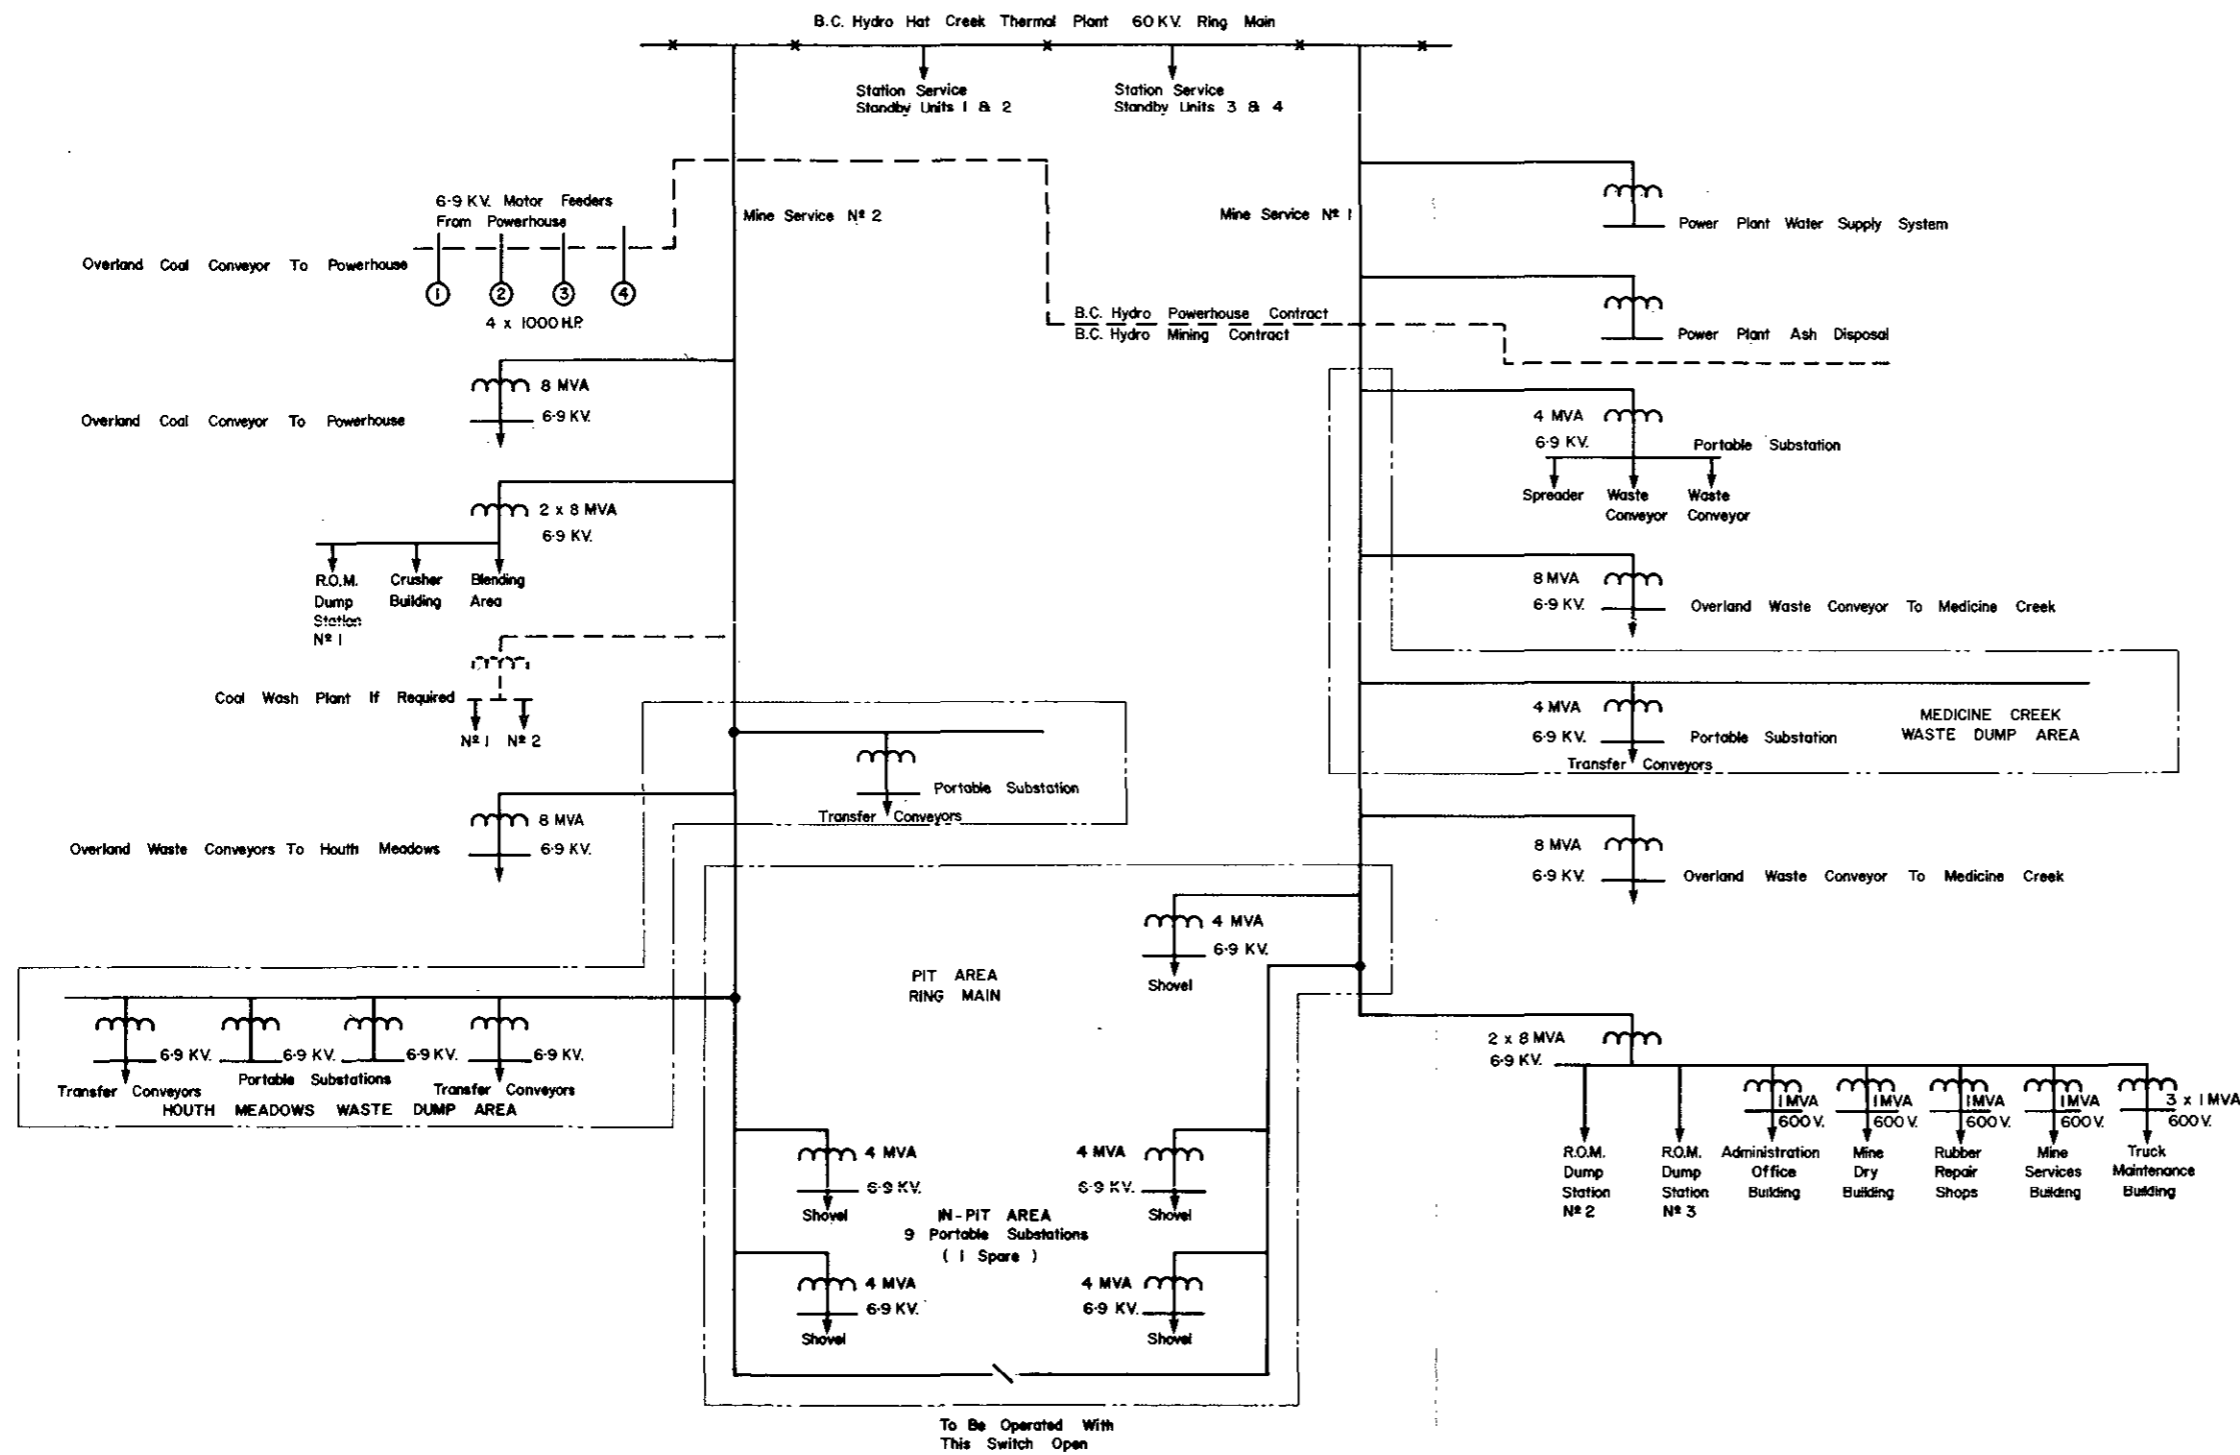 B.C. Hydro Hat Creek Thermal Plant 60 KV. Ring Main
Station Service
Standby Units 1 & 2
Station Service
Standby Units 3 & 4
6·9 KV. Motor Feeders
From Powerhouse
Overland Coal Conveyor To Powerhouse
1 2 3 4
4 x 1000 H.P.
Mine Service Nº 2
Mine Service Nº 1
Power Plant Water Supply System
B.C. Hydro Powerhouse Contract
B.C. Hydro Mining Contract
Power Plant Ash Disposal
8 MVA
6·9 KV.
Overland Coal Conveyor To Powerhouse
4 MVA
6·9 KV.
Portable Substation
Spreader
Waste
Conveyor
Waste
Conveyor
2 x 8 MVA
6·9 KV.
R.O.M.
Dump
Station
Nº 1
Crusher
Building
Blending
Area
8 MVA
6·9 KV.
Overland Waste Conveyor To Medicine Creek
Coal Wash Plant If Required
Nº 1 Nº 2
Portable Substation
Transfer Conveyors
4 MVA
6·9 KV.
Portable Substation
Transfer Conveyors
MEDICINE CREEK
WASTE DUMP AREA
8 MVA
6·9 KV.
Overland Waste Conveyors To Houth Meadows
8 MVA
6·9 KV.
Overland Waste Conveyor To Medicine Creek
4 MVA
6·9 KV.
Shovel
PIT AREA
RING MAIN
6·9 KV. 6·9 KV. 6·9 KV. 6·9 KV.
Transfer Conveyors
Portable Substations
Transfer Conveyors
HOUTH MEADOWS WASTE DUMP AREA
2 x 8 MVA
6·9 KV.
1 MVA
600 V.
1 MVA
600 V.
1 MVA
600 V.
1 MVA
600 V.
3 x 1 MVA
600 V.
R.O.M.
Dump
Station
Nº 2
R.O.M.
Dump
Station
Nº 3
Administration
Office
Building
Mine
Dry
Building
Rubber
Repair
Shops
Mine
Services
Building
Truck
Maintenance
Building
4 MVA
6·9 KV.
Shovel
4 MVA
6·9 KV.
Shovel
IN-PIT AREA
9 Portable Substations
( 1 Spare )
4 MVA
6·9 KV.
Shovel
4 MVA
6·9 KV.
Shovel
To Be Operated With
This Switch Open